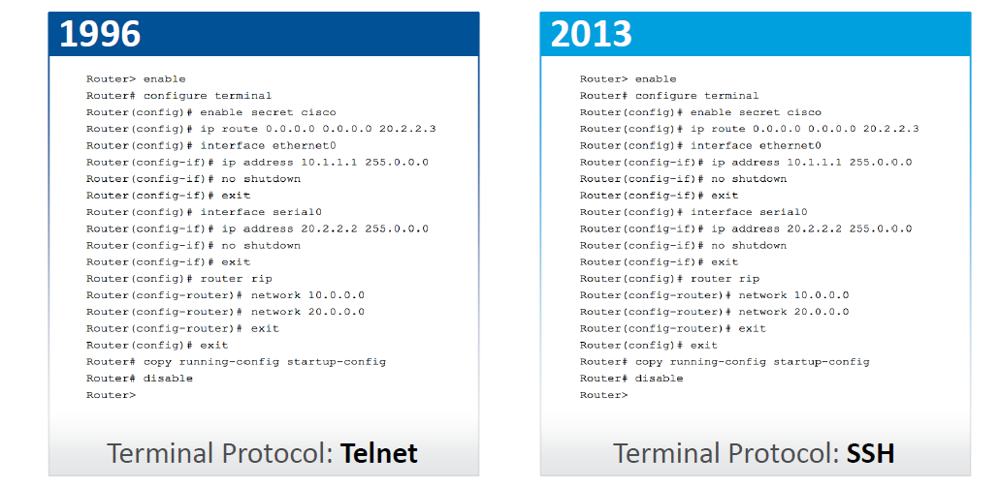 1996
Router> enable
Router# configure terminal
Router(config)# enable secret cisco
Router(config)# ip route 0.0.0.0 0.0.0.0 20.2.2.3
Router(config)# interface ethernet0
Router(config-if)# ip address 10.1.1.1 255.0.0.0
Router(config-if)# no shutdown
Router(config-if)# exit
Router(config)# interface serial0
Router(config-if)# ip address 20.2.2.2 255.0.0.0
Router(config-if)# no shutdown
Router(config-if)# exit
Router(config)# router rip
Router(config-router)# network 10.0.0.0
Router(config-router)# network 20.0.0.0
Router(config-router)# exit
Router(config)# exit
Router# copy running-config startup-config
Router# disable
Router>
Terminal Protocol: Telnet
2013
Router> enable
Router# configure terminal
Router(config)# enable secret cisco
Router(config)# ip route 0.0.0.0 0.0.0.0 20.2.2.3
Router(config)# interface ethernet0
Router(config-if)# ip address 10.1.1.1 255.0.0.0
Router(config-if)# no shutdown
Router(config-if)# exit
Router(config)# interface serial0
Router(config-if)# ip address 20.2.2.2 255.0.0.0
Router(config-if)# no shutdown
Router(config-if)# exit
Router(config)# router rip
Router(config-router)# network 10.0.0.0
Router(config-router)# network 20.0.0.0
Router(config-router)# exit
Router(config)# exit
Router# copy running-config startup-config
Router# disable
Router>
Terminal Protocol: SSH